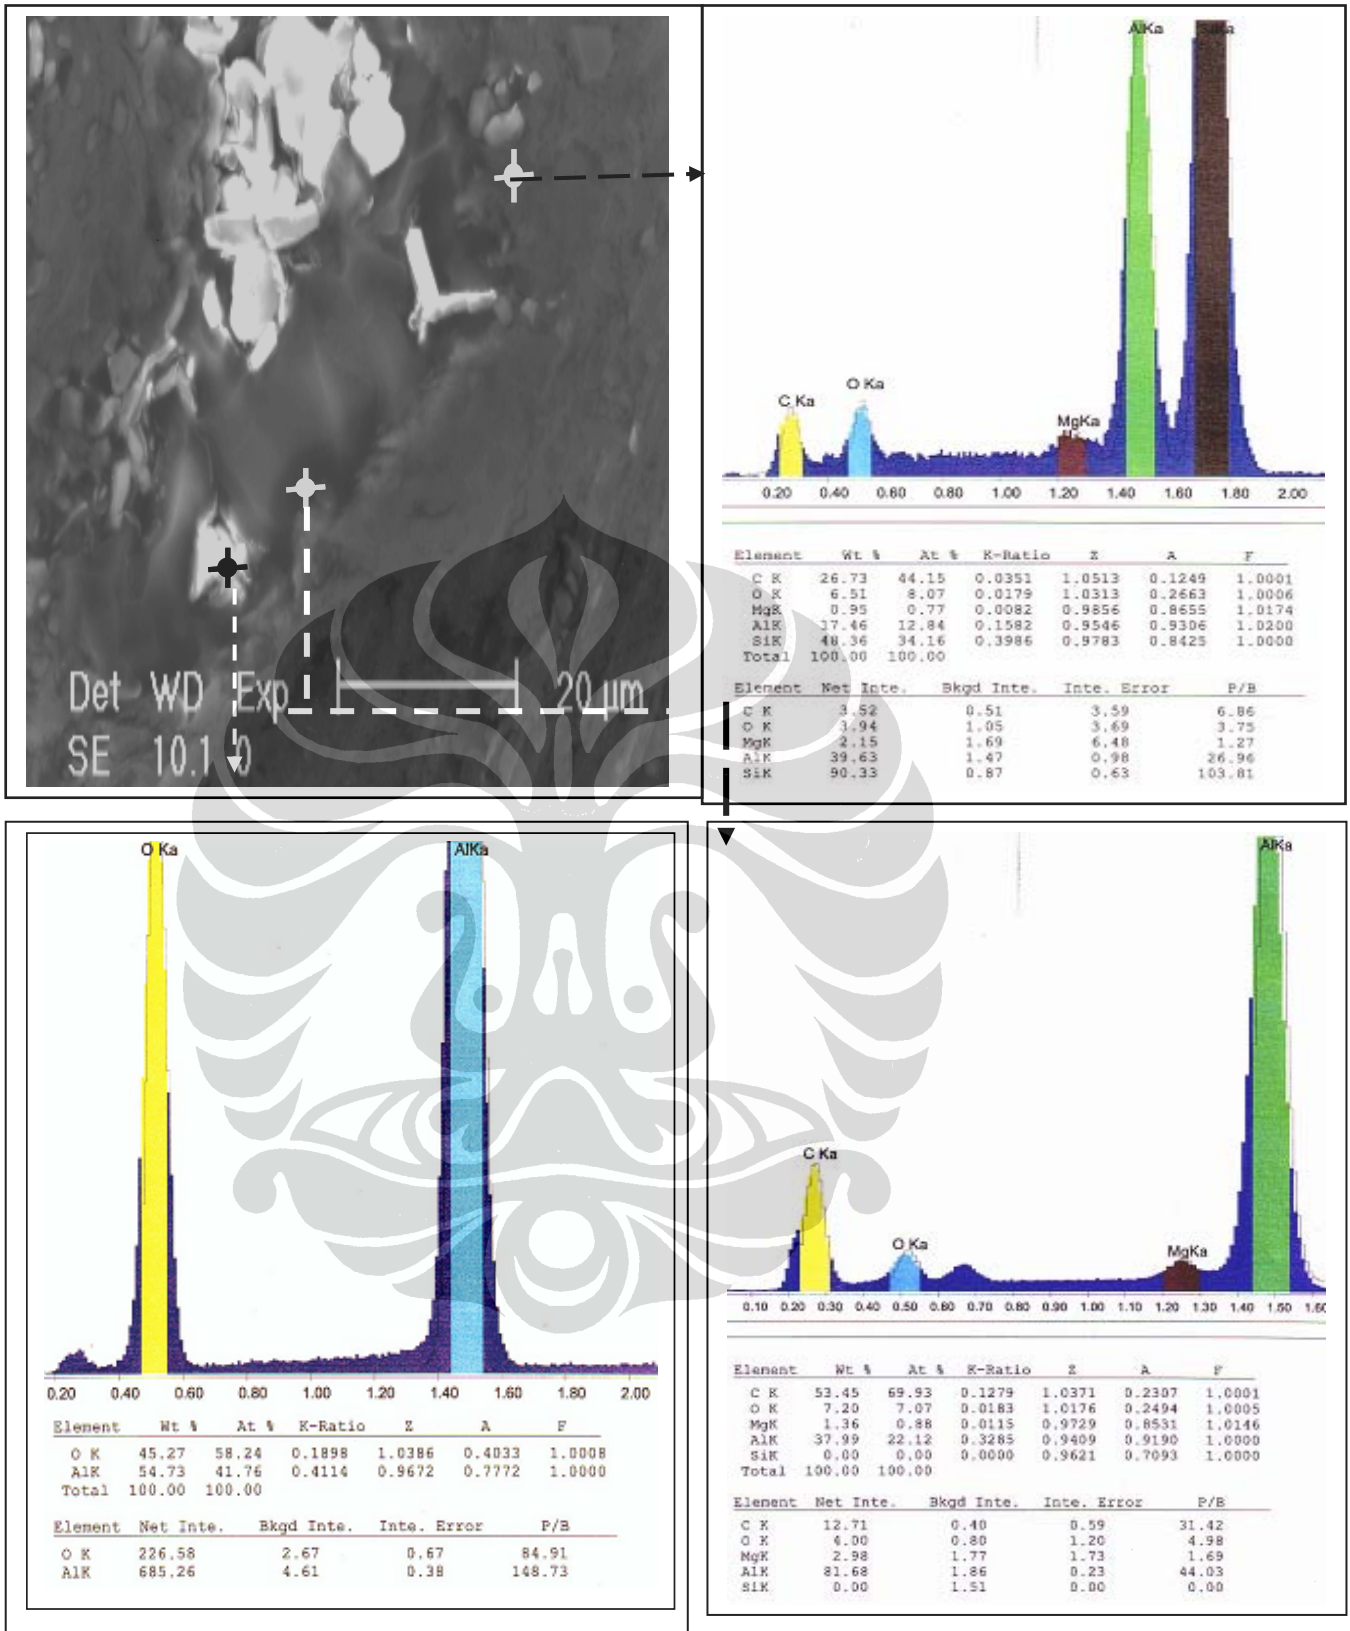 Det WD Exp 20 µm
SE 10.1 0
AlKa SiKa
O Ka
C Ka
MgKa
0.20 0.40 0.60 0.80 1.00 1.20 1.40 1.60 1.80 2.00
Element Wt % At % K-Ratio Z A F
C K 26.73 44.15 0.0351 1.0513 0.1249 1.0001
O K 6.51 8.07 0.0179 1.0313 0.2663 1.0006
MgK 0.95 0.77 0.0082 0.9856 0.8655 1.0174
AlK 17.46 12.84 0.1582 0.9546 0.9306 1.0200
SiK 48.36 34.16 0.3986 0.9783 0.8425 1.0000
Total 100.00 100.00
Element Net Inte. Bkgd Inte. Inte. Error P/B
C K 3.52 0.51 3.59 6.86
O K 3.94 1.05 3.69 3.75
MgK 2.15 1.69 6.48 1.27
AlK 39.63 1.47 0.98 26.96
SiK 90.33 0.87 0.63 103.81
O Ka AlKa
0.20 0.40 0.60 0.80 1.00 1.20 1.40 1.60 1.80 2.00
Element Wt % At % K-Ratio Z A F
O K 45.27 58.24 0.1898 1.0386 0.4033 1.0008
AlK 54.73 41.76 0.4114 0.9672 0.7772 1.0000
Total 100.00 100.00
Element Net Inte. Bkgd Inte. Inte. Error P/B
O K 226.58 2.67 0.67 84.91
AlK 685.26 4.61 0.38 148.73
AlKa
C Ka
O Ka
MgKa
0.10 0.20 0.30 0.40 0.50 0.60 0.70 0.80 0.90 1.00 1.10 1.20 1.30 1.40 1.50 1.60
Element Wt % At % K-Ratio Z A F
C K 53.45 69.93 0.1279 1.0371 0.2307 1.0001
O K 7.20 7.07 0.0183 1.0176 0.2494 1.0005
MgK 1.36 0.88 0.0115 0.9729 0.8531 1.0146
AlK 37.99 22.12 0.3285 0.9409 0.9190 1.0000
SiK 0.00 0.00 0.0000 0.9621 0.7093 1.0000
Total 100.00 100.00
Element Net Inte. Bkgd Inte. Inte. Error P/B
C K 12.71 0.40 0.59 31.42
O K 4.00 0.80 1.20 4.98
MgK 2.98 1.77 1.73 1.69
AlK 81.68 1.86 0.23 44.03
SiK 0.00 1.51 0.00 0.00